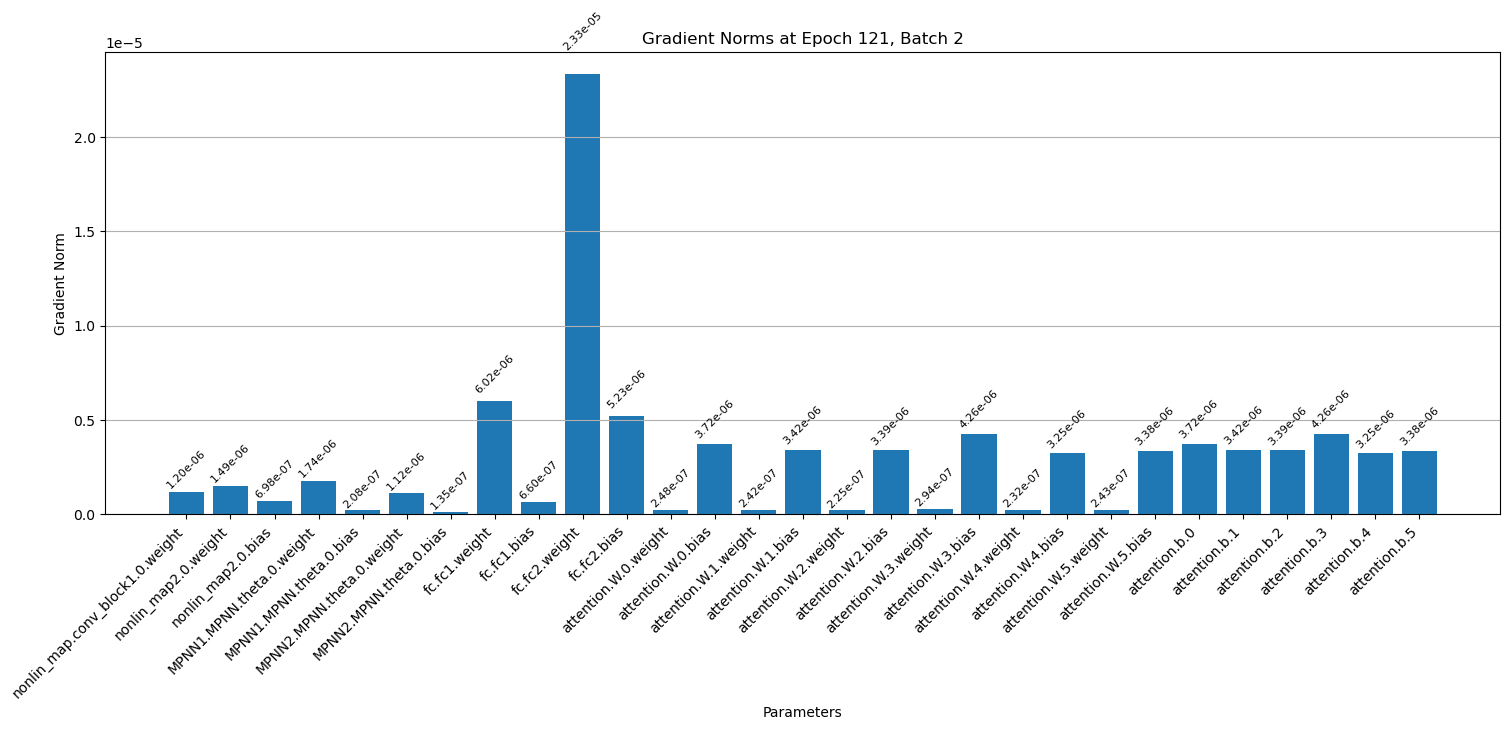 Gradient Norms at Epoch 121, Batch 2
1e−5
2.0
1.5
1.0
0.5
0.0
Gradient Norm
1.20e-06
1.49e-06
6.98e-07
1.74e-06
2.08e-07
1.12e-06
1.35e-07
6.02e-06
6.60e-07
2.33e-05
5.23e-06
2.48e-07
3.72e-06
2.42e-07
3.42e-06
2.25e-07
3.39e-06
2.94e-07
4.26e-06
2.32e-07
3.25e-06
2.43e-07
3.38e-06
3.72e-06
3.42e-06
3.39e-06
4.26e-06
3.25e-06
3.38e-06
nonlin_map.conv_block1.0.weight
nonlin_map2.0.weight
nonlin_map2.0.bias
MPNN1.MPNN.theta.0.weight
MPNN1.MPNN.theta.0.bias
MPNN2.MPNN.theta.0.weight
MPNN2.MPNN.theta.0.bias
fc.fc1.weight
fc.fc1.bias
fc.fc2.weight
fc.fc2.bias
attention.W.0.weight
attention.W.0.bias
attention.W.1.weight
attention.W.1.bias
attention.W.2.weight
attention.W.2.bias
attention.W.3.weight
attention.W.3.bias
attention.W.4.weight
attention.W.4.bias
attention.W.5.weight
attention.W.5.bias
attention.b.0
attention.b.1
attention.b.2
attention.b.3
attention.b.4
attention.b.5
Parameters